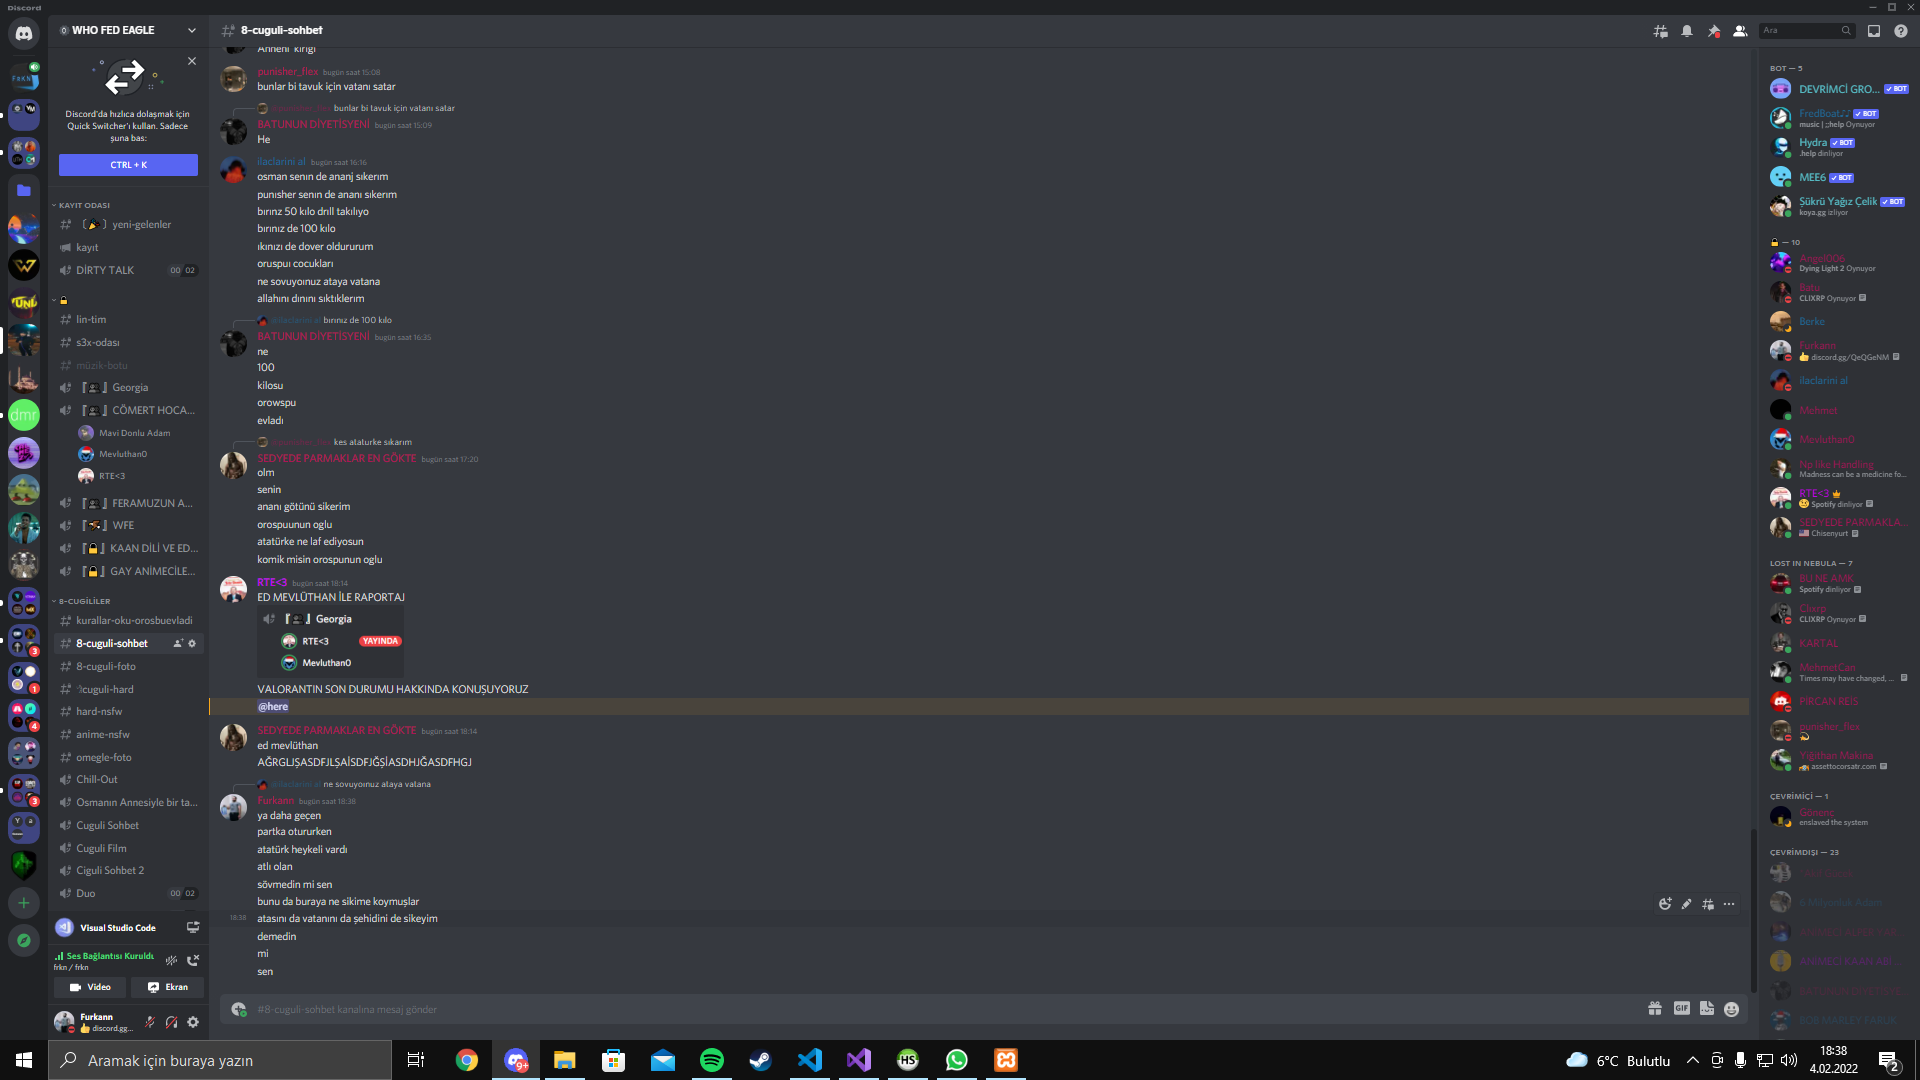 Discord
WHO FED EAGLE
Discord'da hızlıca dolaşmak için
Quick Switcher'ı kullan. Sadece
şuna bas:
CTRL + K
KAYIT ODASI
yeni-gelenler
kayıt
DİRTY TALK 00 02
lin-tim
s3x-odası
müzik-botu
Georgia
CÖMERT HOCA...
Mavi Donlu Adam
Mevluthan0
RTE<3
FERAMUZUN A...
WFE
KAAN DİLİ VE ED...
GAY ANİMECİLE...
8-CUGİLİLER
kurallar-oku-orosbuevladi
8-cuguli-sohbet
8-cuguli-foto
cuguli-hard
hard-nsfw
anime-nsfw
omegle-foto
Chill-Out
Osmanın Annesiyle bir ta...
Cuguli Sohbet
Cuguli Film
Ciguli Sohbet 2
Duo 00 02
Visual Studio Code
Ses Bağlantısı Kuruldu
frkn / frkn
Video Ekran
Furkann
discord.gg...
8-cuguli-sohbet
Ara
Annenı kirigi
punisher_flex bugün saat 15:08
bunlar bi tavuk için vatanı satar
bunlar bi tavuk için vatanı satar
BATUNUN DİYETİSYENİ bugün saat 15:09
He
ilaclarini al bugün saat 16:16
osman senın de ananj sıkerım
punısher senın de ananı sıkerım
bırınz 50 kılo drıll takılıyo
bırınız de 100 kılo
ıkınızı de dover oldururum
oruspuı cocukları
ne sovuyoınuz ataya vatana
allahını dınını sıktıklerım
ilaclarini al bırınız de 100 kılo
BATUNUN DİYETİSYENİ bugün saat 16:35
ne
100
kilosu
orowspu
evladı
kes ataturke sıkarım
SEDYEDE PARMAKLAR EN GÖKTE bugün saat 17:20
olm
senin
ananı götünü sikerim
orospuunun oglu
atatürke ne laf ediyosun
komik misin orospunun oglu
RTE<3 bugün saat 18:14
ED MEVLÜTHAN İLE RAPORTAJ
Georgia
RTE<3 YAYINDA
Mevluthan0
VALORANTIN SON DURUMU HAKKINDA KONUŞUYORUZ
@here
SEDYEDE PARMAKLAR EN GÖKTE bugün saat 18:14
ed mevlüthan
AĞRGLJŞASDFJLŞAİSDFJĞŞİASDHJĞASDFHGJ
ilaclarini al ne sovuyoınuz ataya vatana
Furkann bugün saat 18:38
ya daha geçen
partka otururken
atatürk heykeli vardı
atlı olan
sövmedin mi sen
bunu da buraya ne sikime koymuşlar
18:38 atasını da vatanını da şehidini de sikeyim
demedin
mi
sen
#8-cuguli-sohbet kanalına mesaj gönder
GIF
BOT — 5
DEVRİMCİ GRO... BOT
FredBoat♪♪ BOT
music | ;;help Oynuyor
Hydra BOT
.help dinliyor
MEE6 BOT
Şükrü Yağız Çelik BOT
koya.gg izliyor
— 10
Angel006
Dying Light 2 Oynuyor
Batu
CLIXRP Oynuyor
Berke
Furkann
discord.gg/QeQGeNM
ilaclarini al
Mehmet
Mevluthan0
Np like Handling
Madness can be a medicine fo...
RTE<3
Spotify dinliyor
SEDYEDE PARMAKLA...
Chisenyurt
LOST IN NEBULA — 7
BU NE AMK
Spotify dinliyor
Clixrp
CLIXRP Oynuyor
KARTAL
MehmetCan
Times may have changed, ...
PİRCAN REİS
punisher_flex
Yiğithan Makina
assettocorsatr.com
ÇEVRİMİÇİ — 1
Gönenc
enslaved the system
ÇEVRİMDIŞI — 23
6 Milyonluk Adam
BOB MARLEY FARUK
Aramak için buraya yazın
6°C Bulutlu
18:38
4.02.2022